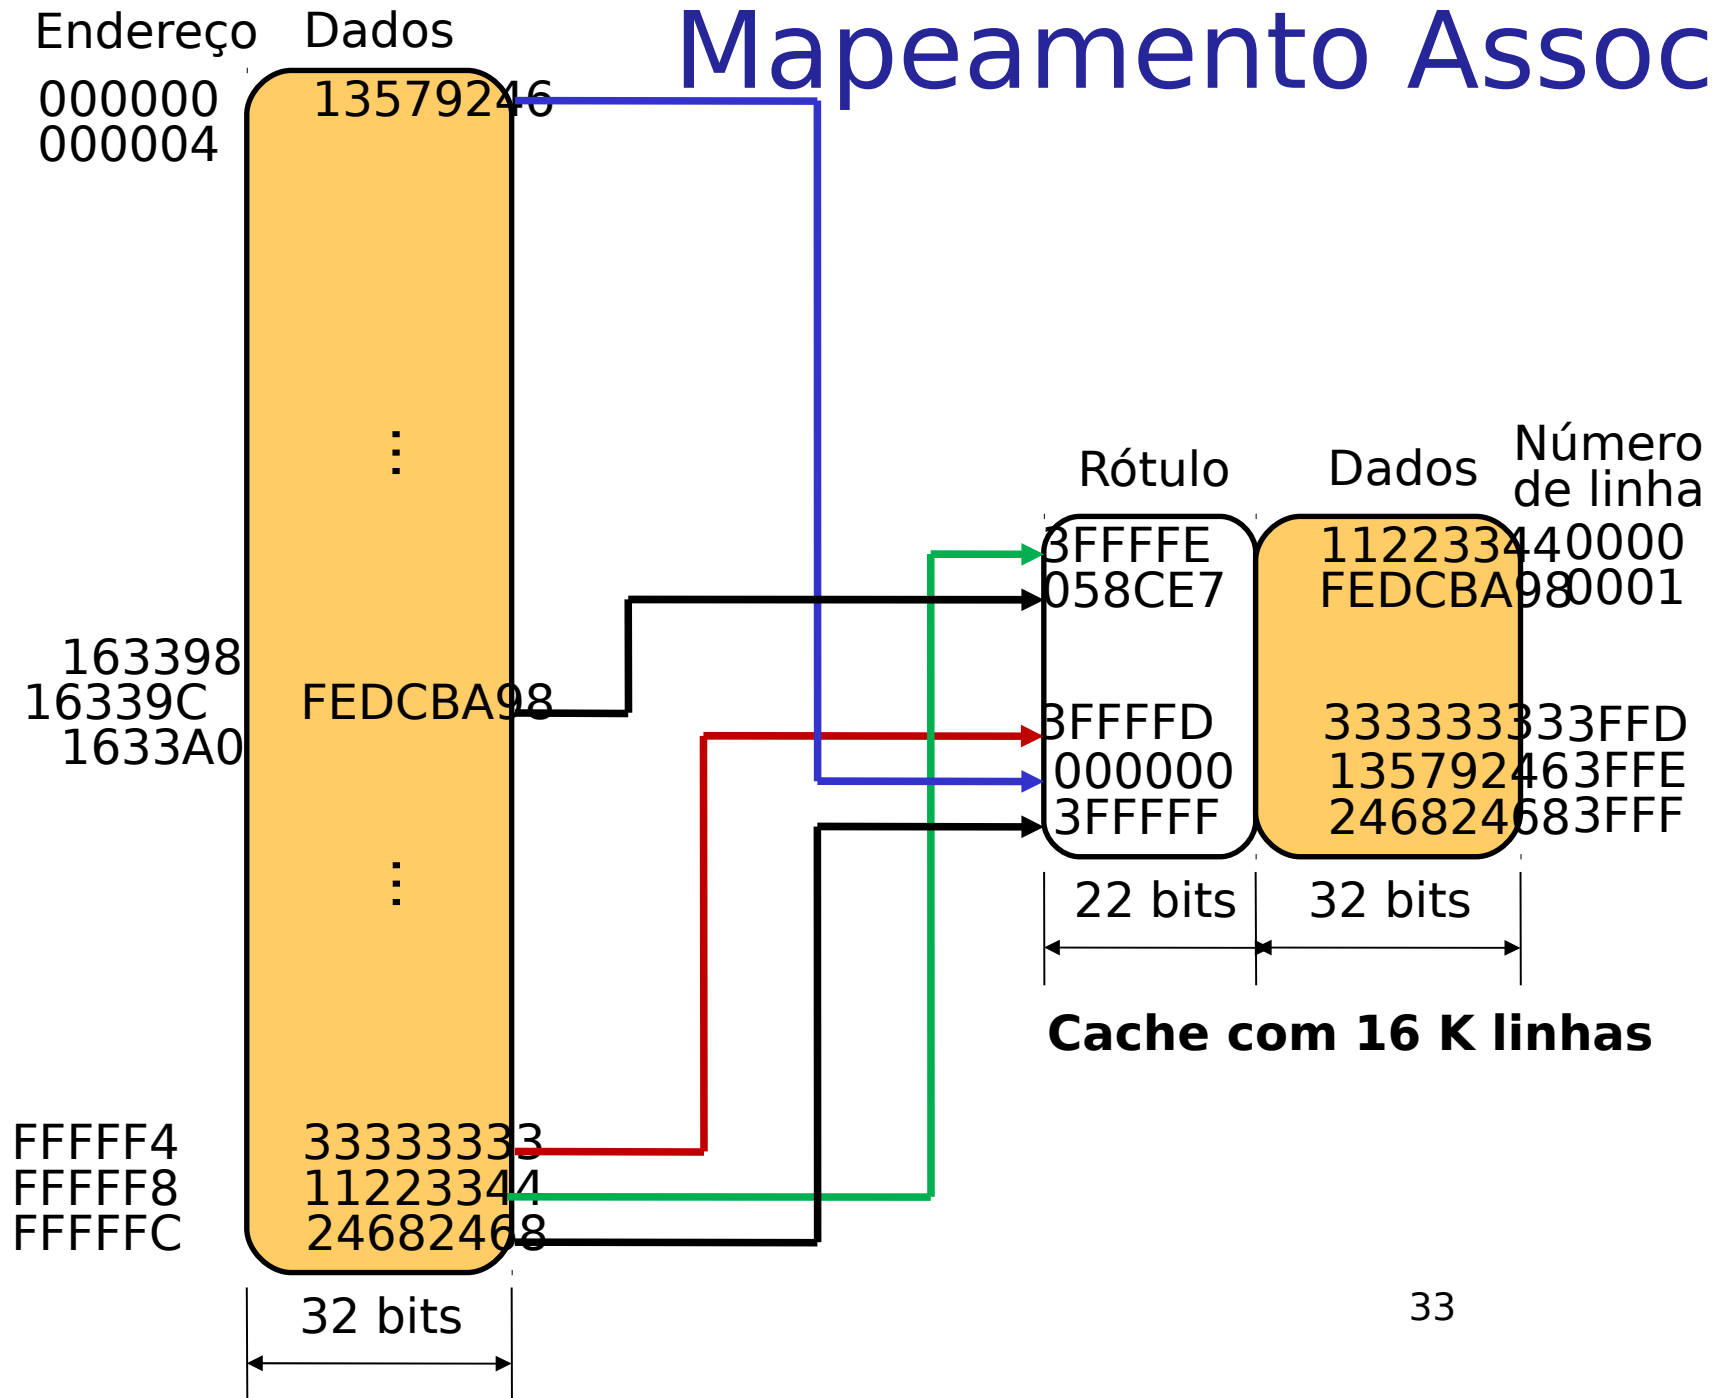 Mapeamento Assoc
Endereço Dados
000000 13579246
000004
...
163398
16339C FEDCBA98
1633A0
...
FFFFF4 33333333
FFFFF8 11223344
FFFFFC 24682468
32 bits
Rótulo Dados Número
de linha
3FFFFE 11223344 0000
058CE7 FEDCBA98 0001
3FFFFD 33333333 3FFD
000000 13579246 3FFE
3FFFFF 24682468 3FFF
22 bits 32 bits
Cache com 16 K linhas
33